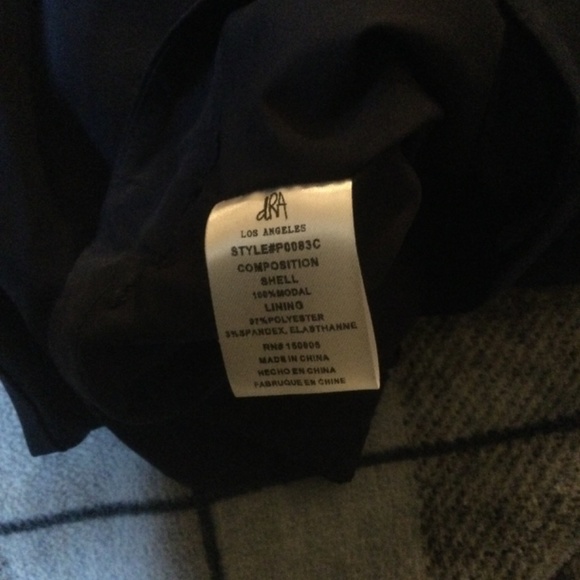 dRA
LOS ANGELES
STYLE#P0083C
COMPOSITION
SHELL
100%MODAL
LINING
97%POLYESTER
3%SPANDEX, ELASTHANNE
RN# 150005
MADE IN CHINA
HECHO EN CHINA
FABRIQUE EN CHINE